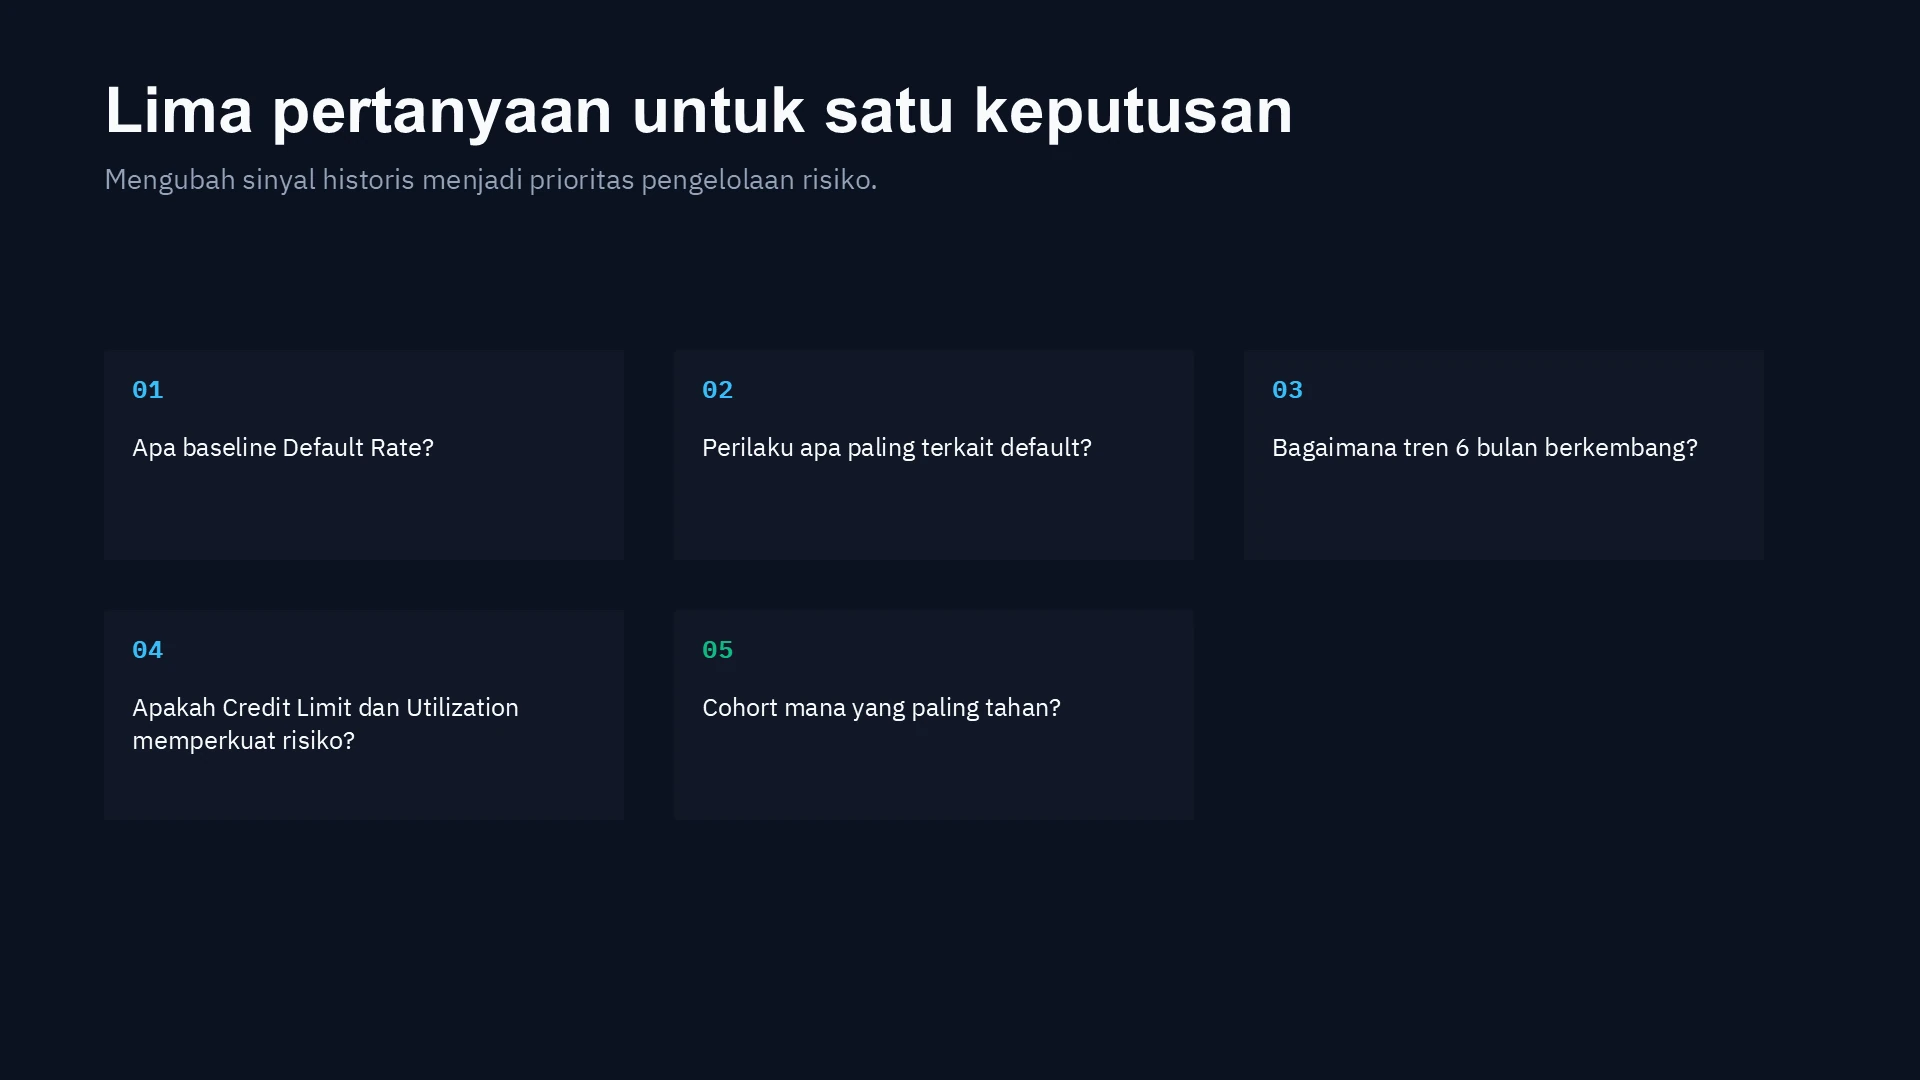 Lima pertanyaan untuk satu keputusan
Mengubah sinyal historis menjadi prioritas pengelolaan risiko.
01
Apa baseline Default Rate?
02
Perilaku apa paling terkait default?
03
Bagaimana tren 6 bulan berkembang?
04
Apakah Credit Limit dan Utilization
memperkuat risiko?
05
Cohort mana yang paling tahan?